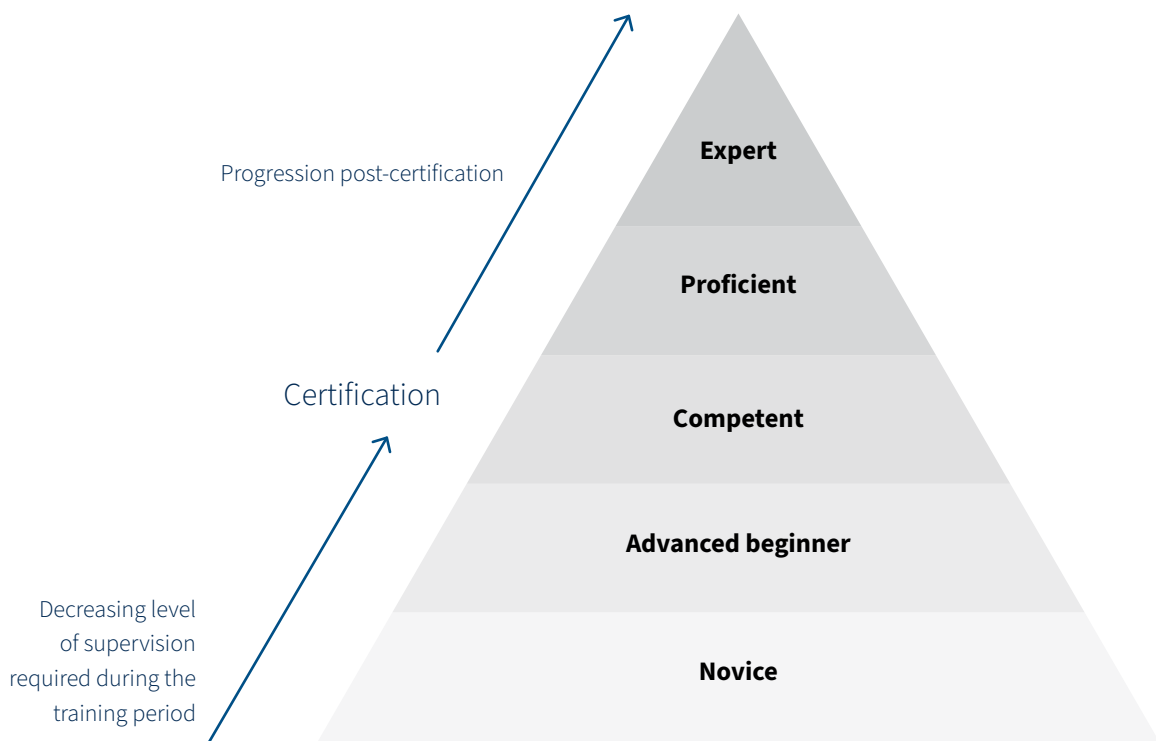 Expert
Progression post-certification
Proficient
Certification
Competent
Advanced beginner
Decreasing level
of supervision
required during the
training period
Novice